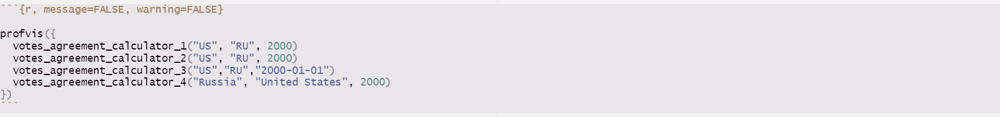 ```{r, message=FALSE, warning=FALSE}
profvis({
  votes_agreement_calculator_1("US", "RU", 2000)
  votes_agreement_calculator_2("US", "RU", 2000)
  votes_agreement_calculator_3("US","RU","2000-01-01")
  votes_agreement_calculator_4("Russia", "United States", 2000)
})
```